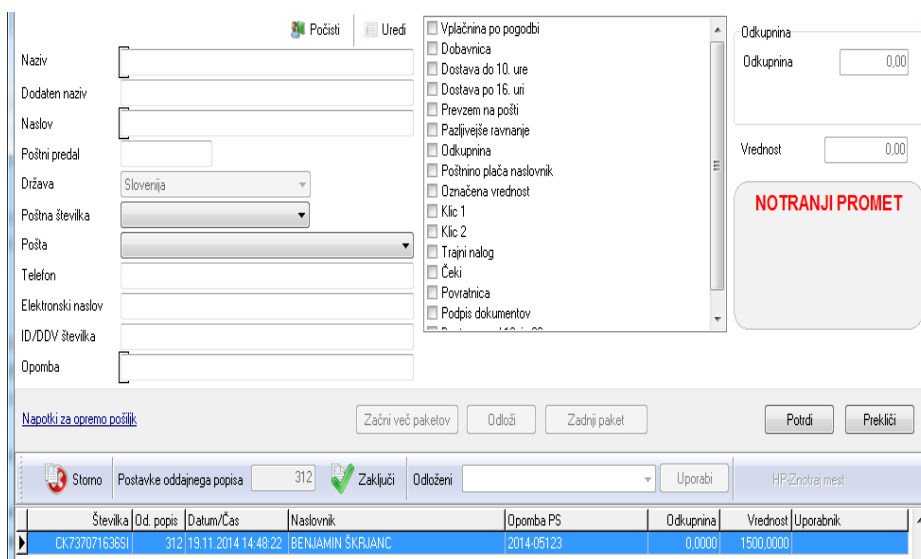 Počisti Uredi
Naziv
Dodaten naziv
Naslov
Poštni predal
Država Slovenija
Poštna številka
Pošta
Telefon
Elektronski naslov
ID/DDV številka
Opomba
Vplačnina po pogodbi
Dobavnica
Dostava do 10. ure
Dostava po 16. uri
Prevzem na pošti
Pazljivejše ravnanje
Odkupnina
Poštnino plača naslovnik
Označena vrednost
Klic 1
Klic 2
Trajni nalog
Čeki
Povratnica
Podpis dokumentov
Odkupnina
Odkupnina 0,00
Vrednost 0,00
NOTRANJI PROMET
Napotki za opremo pošiljk Začni več paketov Odloži Zadnji paket Potrdi Prekliči
Storno Postavke oddajnega popisa 312 Zaključi Odloženi Uporabi HP-Znotraj mest
Številka Od. popis Datum/Čas Naslovnik Opomba PS Odkupnina Vrednost Uporabnik
CK737071636SI 312 19.11.2014 14:48:22 BENJAMIN ŠKRJANC 2014-05123 0,0000 1500,0000